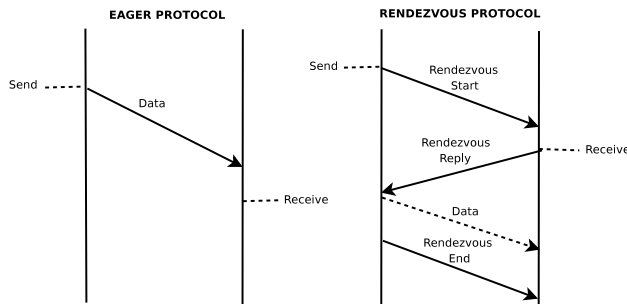 EAGER PROTOCOL
Send
Data
Receive
RENDEZVOUS PROTOCOL
Send
Rendezvous
Start
Receive
Rendezvous
Reply
Data
Rendezvous
End